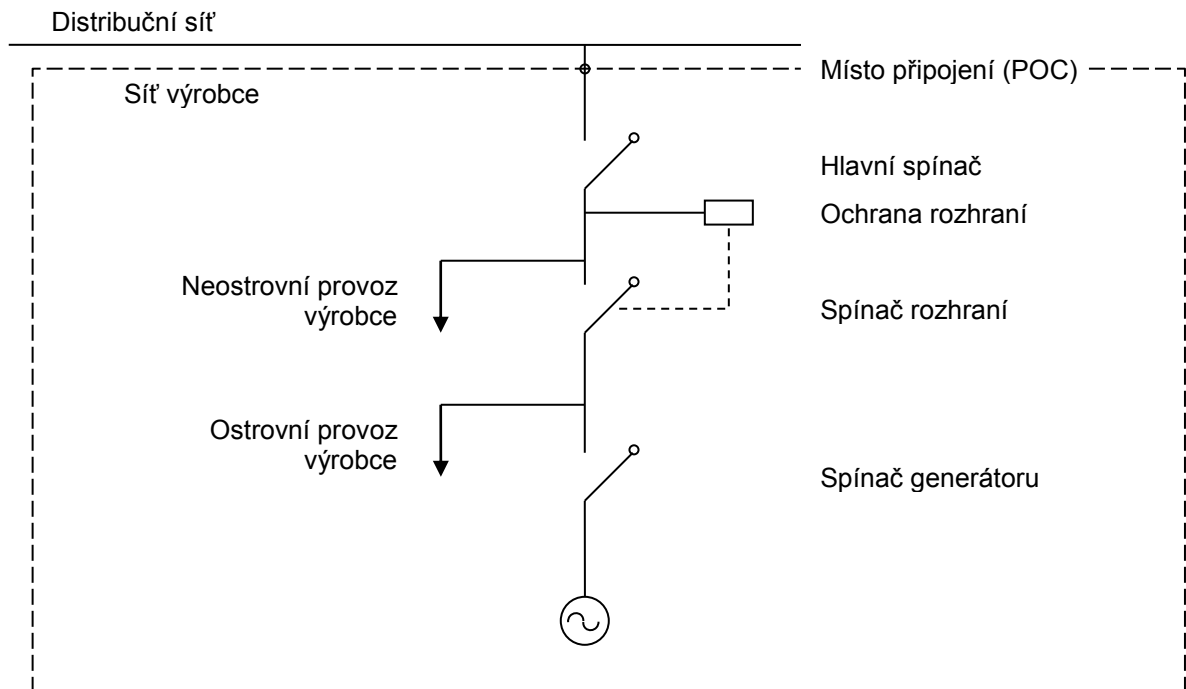 Distribuční síť
Místo připojení (POC)
Síť výrobce
Hlavní spínač
Ochrana rozhraní
Neostrovní provoz
výrobce
Spínač rozhraní
Ostrovní provoz
výrobce
Spínač generátoru